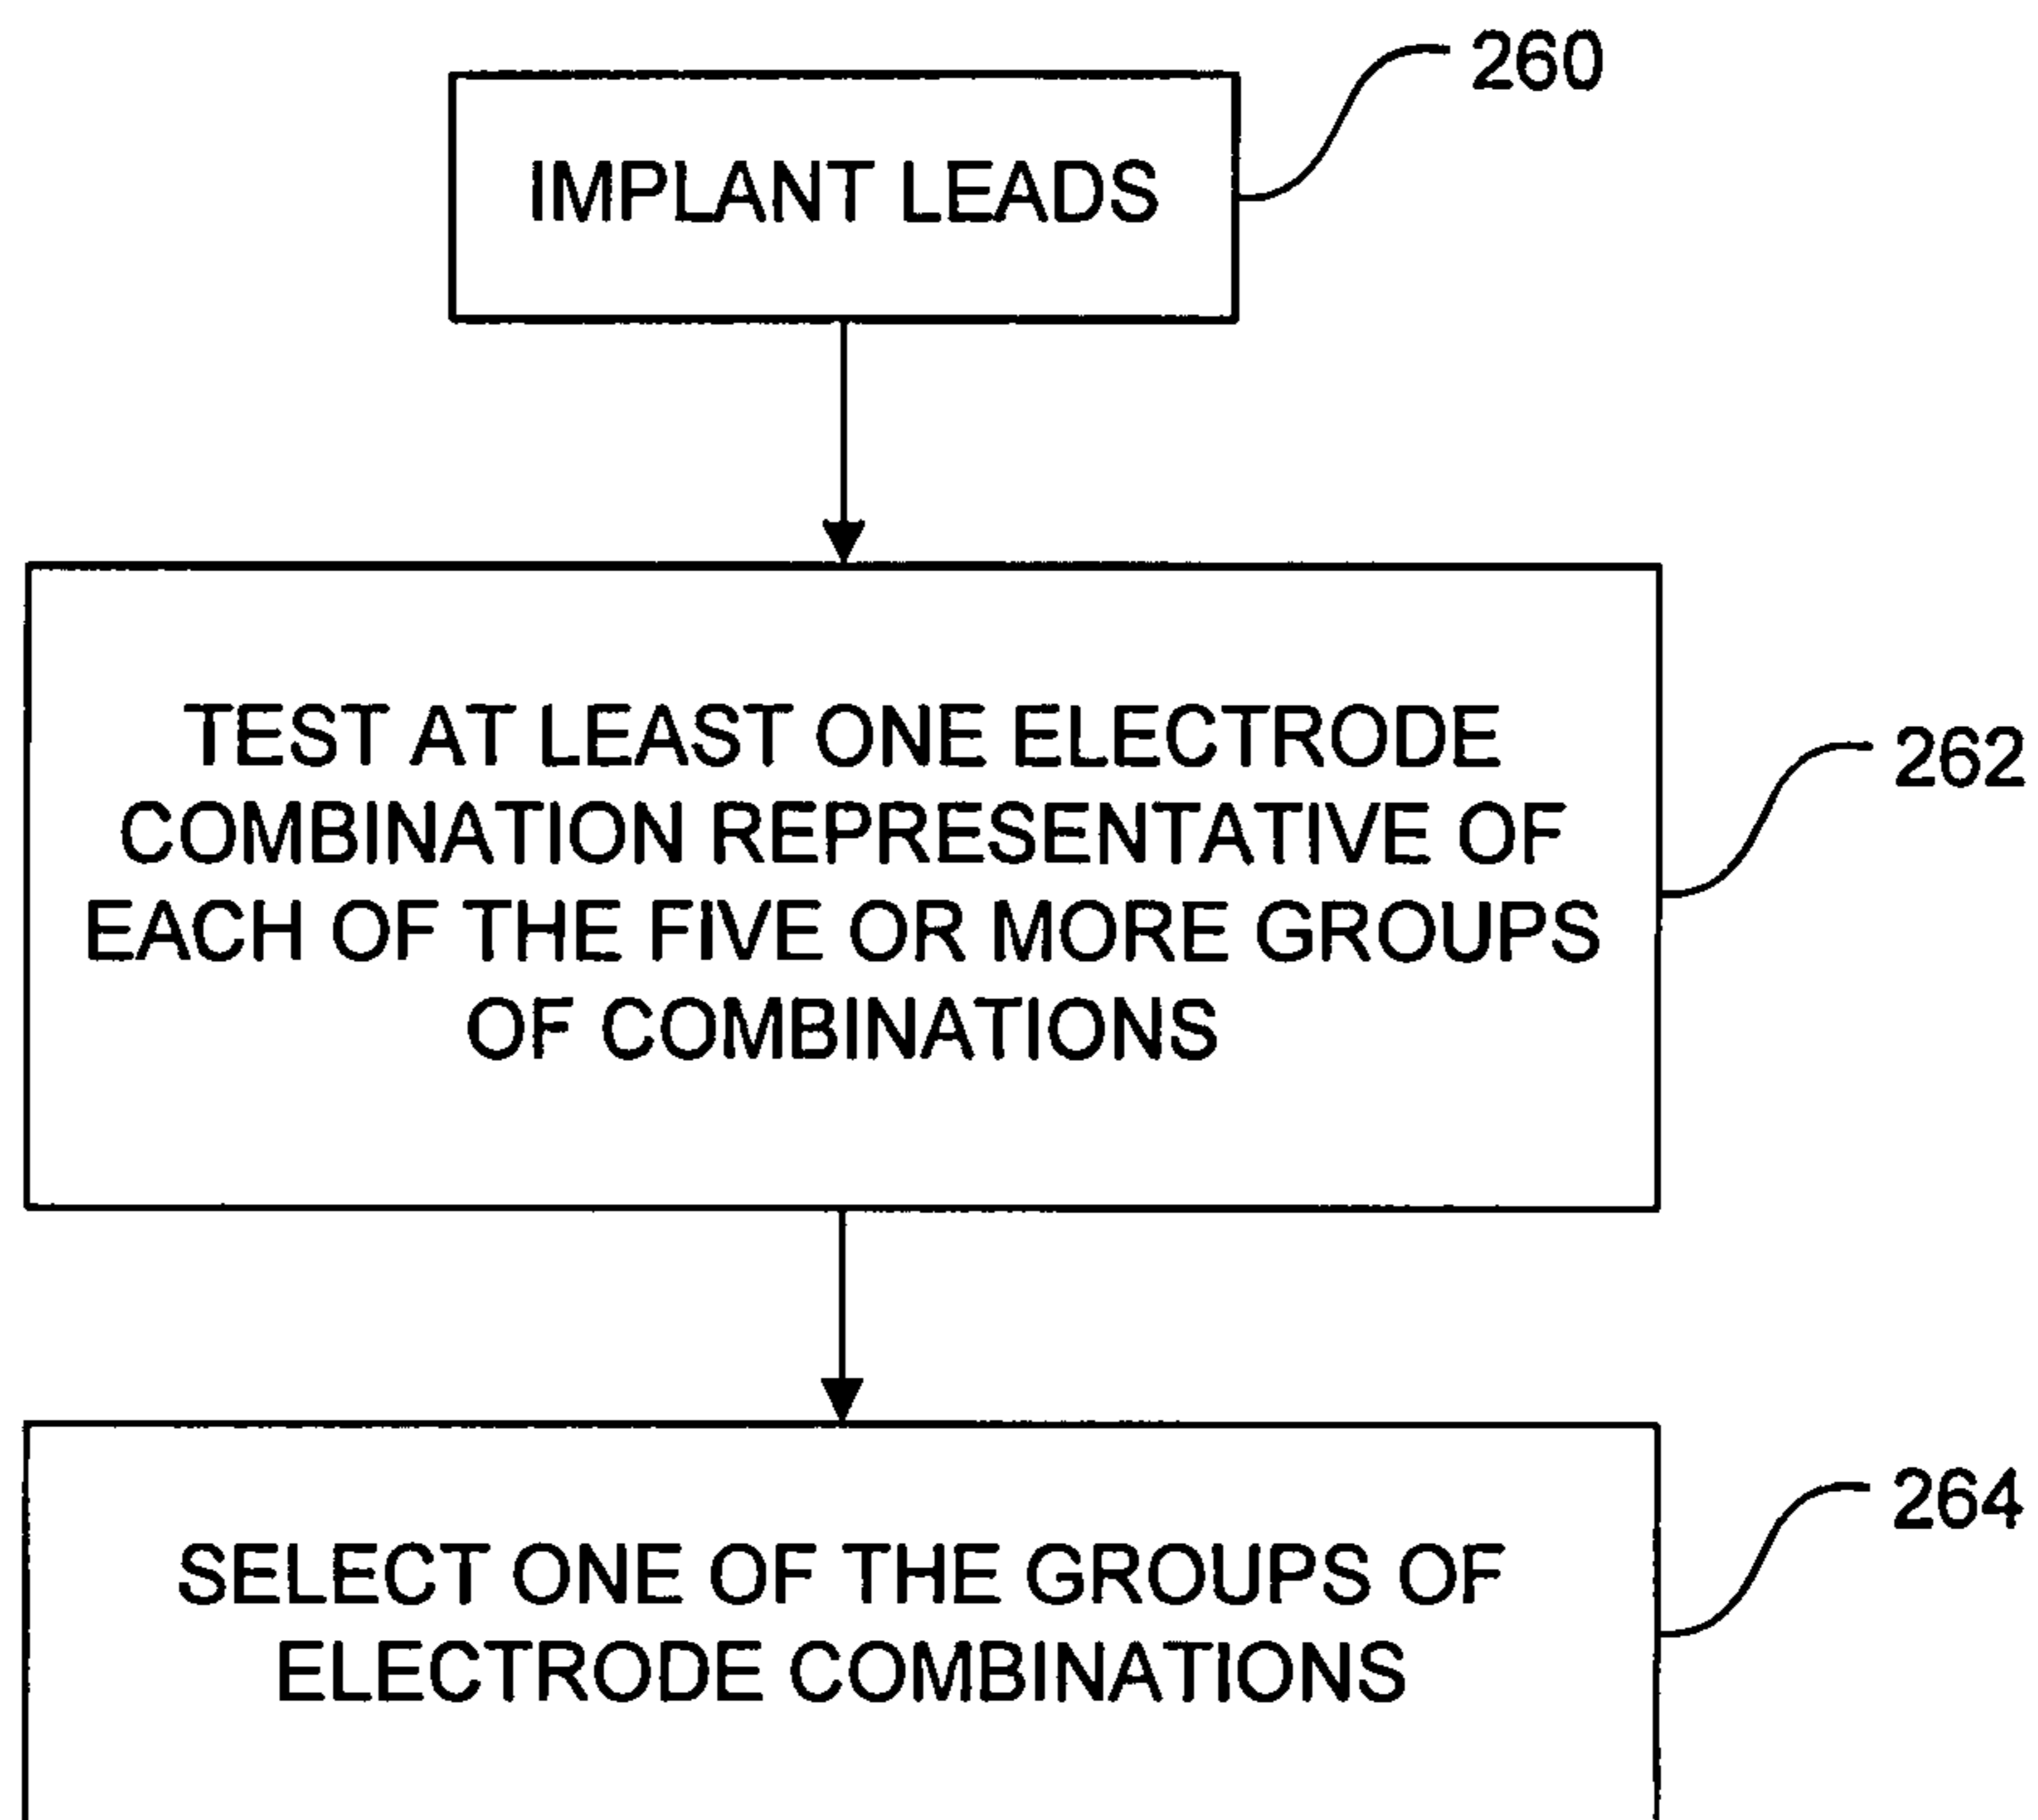 260
IMPLANT LEADS
TEST AT LEAST ONE ELECTRODE
COMBINATION REPRESENTATIVE OF
EACH OF THE FIVE OR MORE GROUPS
OF COMBINATIONS
262
SELECT ONE OF THE GROUPS OF
ELECTRODE COMBINATIONS
264